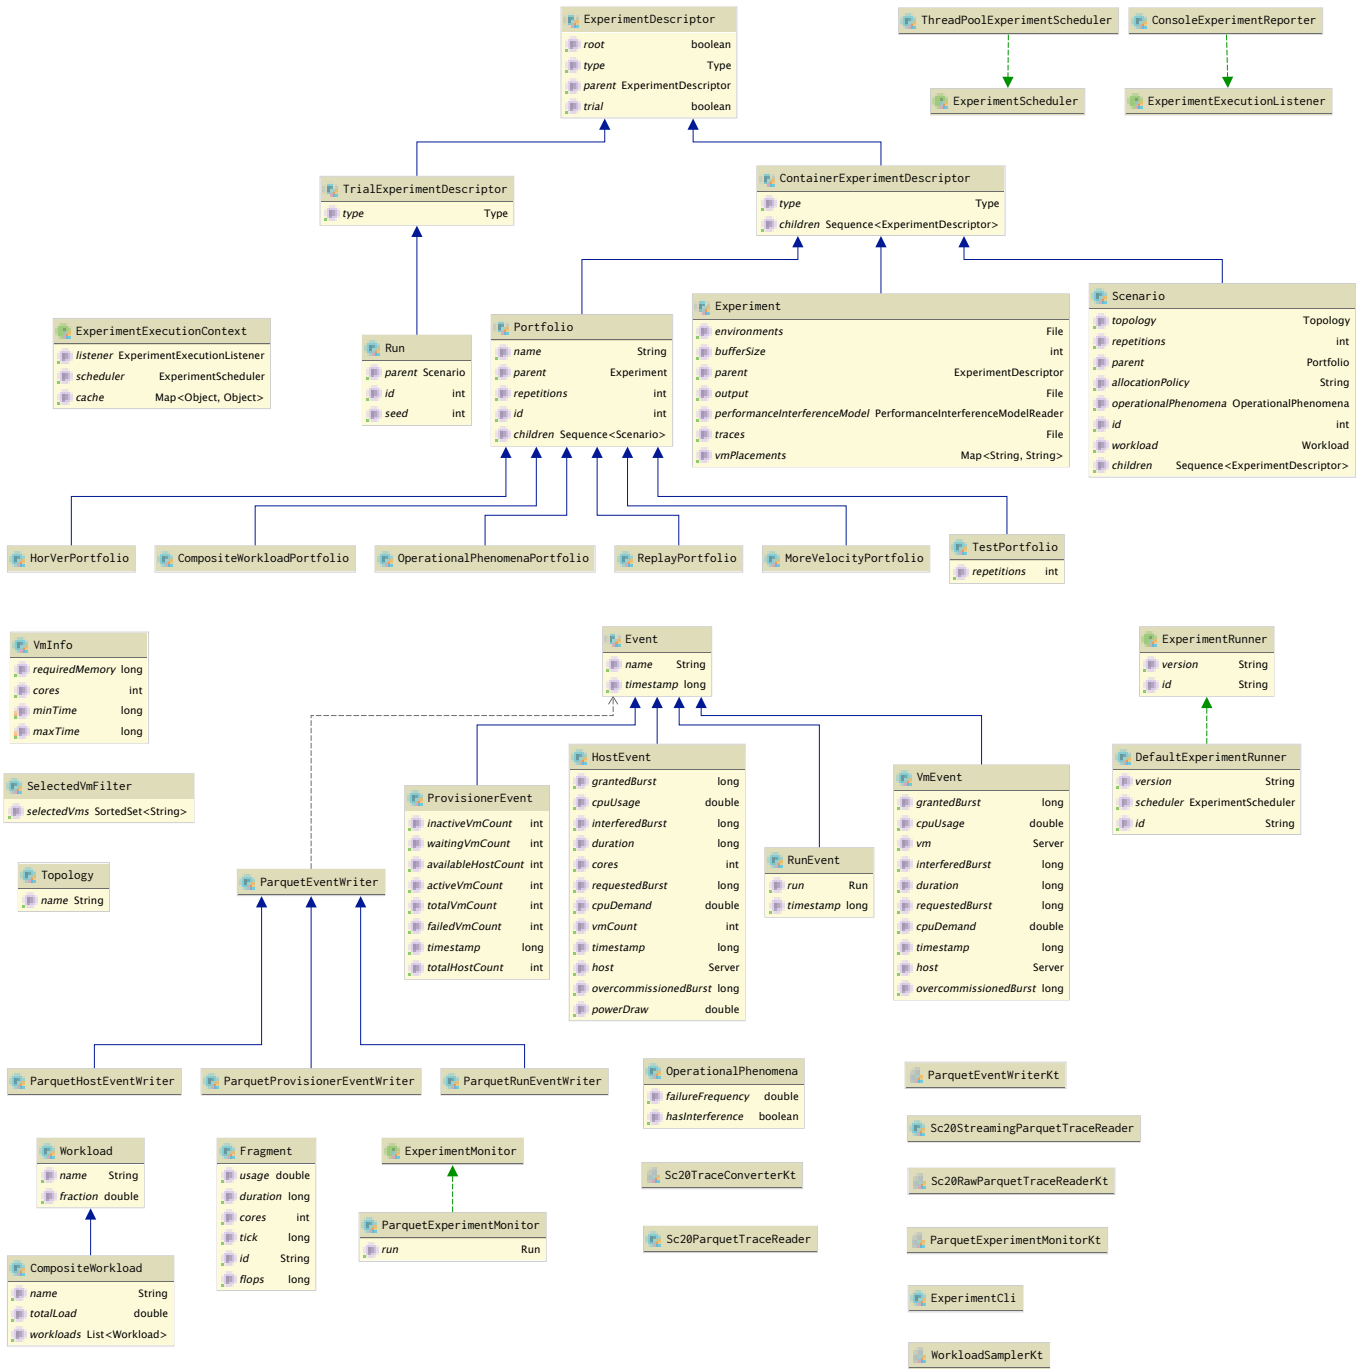 ExperimentDescriptor
root boolean
type Type
parent ExperimentDescriptor
trial boolean
ThreadPoolExperimentScheduler
ConsoleExperimentReporter
ExperimentScheduler
ExperimentExecutionListener
TrialExperimentDescriptor
type Type
ContainerExperimentDescriptor
type Type
children Sequence<ExperimentDescriptor>
ExperimentExecutionContext
listener ExperimentExecutionListener
scheduler ExperimentScheduler
cache Map<Object, Object>
Run
parent Scenario
id int
seed int
Portfolio
name String
parent Experiment
repetitions int
id int
children Sequence<Scenario>
Experiment
environments File
bufferSize int
parent ExperimentDescriptor
output File
performanceInterferenceModel PerformanceInterferenceModelReader
traces File
vmPlacements Map<String, String>
Scenario
topology Topology
repetitions int
parent Portfolio
allocationPolicy String
operationalPhenomena OperationalPhenomena
id int
workload Workload
children Sequence<ExperimentDescriptor>
HorVerPortfolio
CompositeWorkloadPortfolio
OperationalPhenomenaPortfolio
ReplayPortfolio
MoreVelocityPortfolio
TestPortfolio
repetitions int
VmInfo
requiredMemory long
cores int
minTime long
maxTime long
SelectedVmFilter
selectedVms SortedSet<String>
Topology
name String
Event
name String
timestamp long
ExperimentRunner
version String
id String
DefaultExperimentRunner
version String
scheduler ExperimentScheduler
id String
ParquetEventWriter
ProvisionerEvent
inactiveVmCount int
waitingVmCount int
availableHostCount int
activeVmCount int
totalVmCount int
failedVmCount int
timestamp long
totalHostCount int
HostEvent
grantedBurst long
cpuUsage double
interferedBurst long
duration long
cores int
requestedBurst long
cpuDemand double
vmCount int
timestamp long
host Server
overcommissionedBurst long
powerDraw double
RunEvent
run Run
timestamp long
VmEvent
grantedBurst long
cpuUsage double
vm Server
interferedBurst long
duration long
requestedBurst long
cpuDemand double
timestamp long
host Server
overcommissionedBurst long
ParquetHostEventWriter
ParquetProvisionerEventWriter
ParquetRunEventWriter
OperationalPhenomena
failureFrequency double
hasInterference boolean
ParquetEventWriterKt
Sc20StreamingParquetTraceReader
Workload
name String
fraction double
CompositeWorkload
name String
totalLoad double
workloads List<Workload>
Fragment
usage double
duration long
cores int
tick long
id String
flops long
ExperimentMonitor
ParquetExperimentMonitor
run Run
Sc20TraceConverterKt
Sc20RawParquetTraceReaderKt
Sc20ParquetTraceReader
ParquetExperimentMonitorKt
ExperimentCli
WorkloadSamplerKt